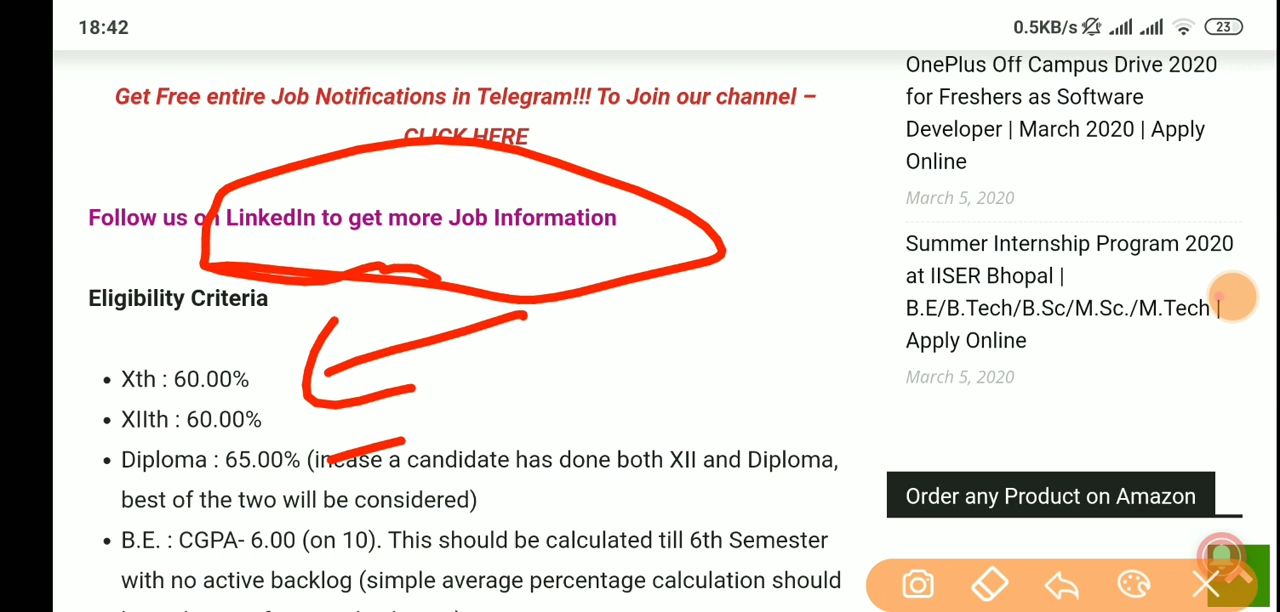 18:42
0.5KB/s
23
Get Free entire Job Notifications in Telegram!!! To Join our channel –
CLICK HERE
Follow us on LinkedIn to get more Job Information
Eligibility Criteria
• Xth : 60.00%
• XIIth : 60.00%
• Diploma : 65.00% (incase a candidate has done both XII and Diploma,
best of the two will be considered)
• B.E. : CGPA- 6.00 (on 10). This should be calculated till 6th Semester
with no active backlog (simple average percentage calculation should
OnePlus Off Campus Drive 2020
for Freshers as Software
Developer | March 2020 | Apply
Online
March 5, 2020
Summer Internship Program 2020
at IISER Bhopal |
B.E/B.Tech/B.Sc/M.Sc./M.Tech |
Apply Online
March 5, 2020
Order any Product on Amazon